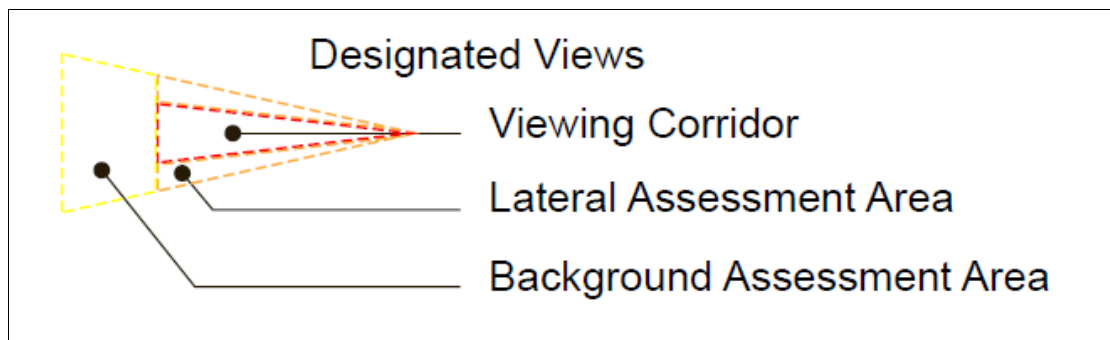 Designated Views
Viewing Corridor
Lateral Assessment Area
Background Assessment Area